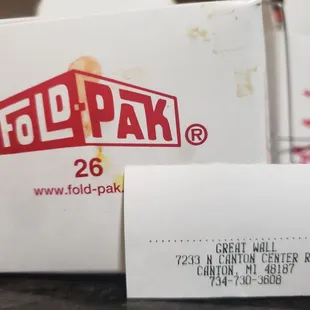 FOLD-PAK®
26
www.fold-pak.
GREAT WALL
7233 N CANTON CENTER R
CANTON, MI 48187
734-730-3608